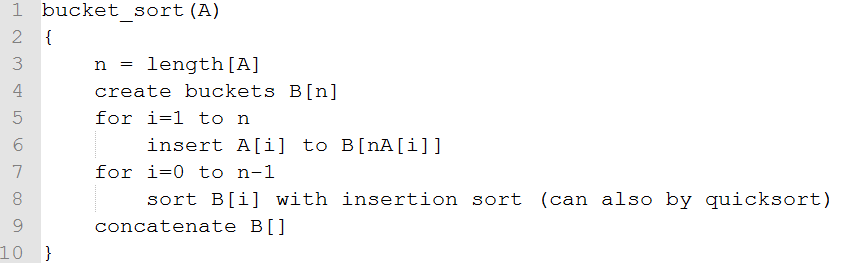 1 bucket_sort(A)
2 {
3     n = length[A]
4     create buckets B[n]
5     for i=1 to n
6         insert A[i] to B[nA[i]]
7     for i=0 to n-1
8         sort B[i] with insertion sort (can also by quicksort)
9     concatenate B[]
10 }